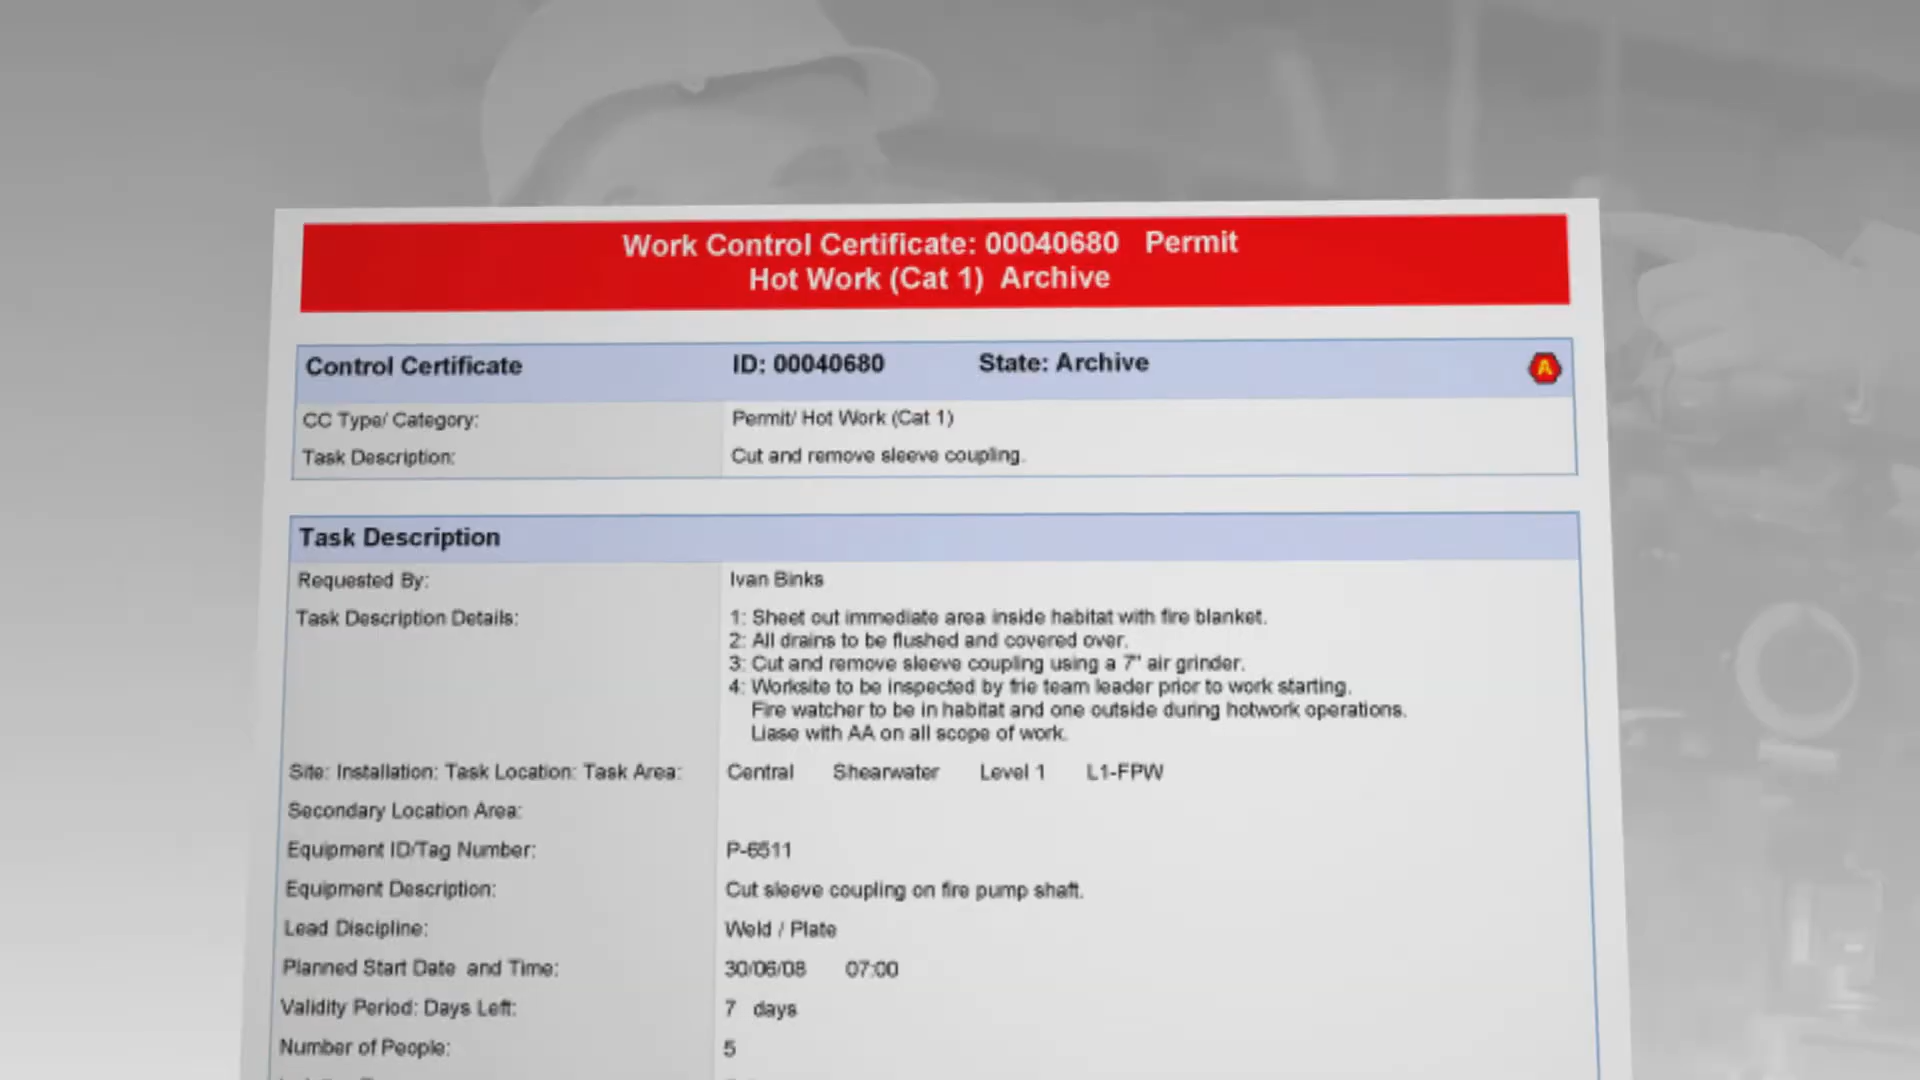 Work Control Certificate: 00040680 Permit
Hot Work (Cat 1) Archive
Control Certificate ID: 00040680 State: Archive A
CC Type/ Category: Permit/ Hot Work (Cat 1)
Task Description: Cut and remove sleeve coupling.
Task Description
Requested By: Ivan Binks
Task Description Details: 1: Sheet out immediate area inside habitat with fire blanket.
2: All drains to be flushed and covered over.
3: Cut and remove sleeve coupling using a 7" air grinder.
4: Worksite to be inspected by frie team leader prior to work starting.
Fire watcher to be in habitat and one outside during hotwork operations.
Liase with AA on all scope of work.
Site: Installation: Task Location: Task Area: Central Shearwater Level 1 L1-FPW
Secondary Location Area:
Equipment ID/Tag Number: P-6511
Equipment Description: Cut sleeve coupling on fire pump shaft.
Lead Discipline: Weld / Plate
Planned Start Date and Time: 30/06/08 07:00
Validity Period: Days Left: 7 days
Number of People: 5